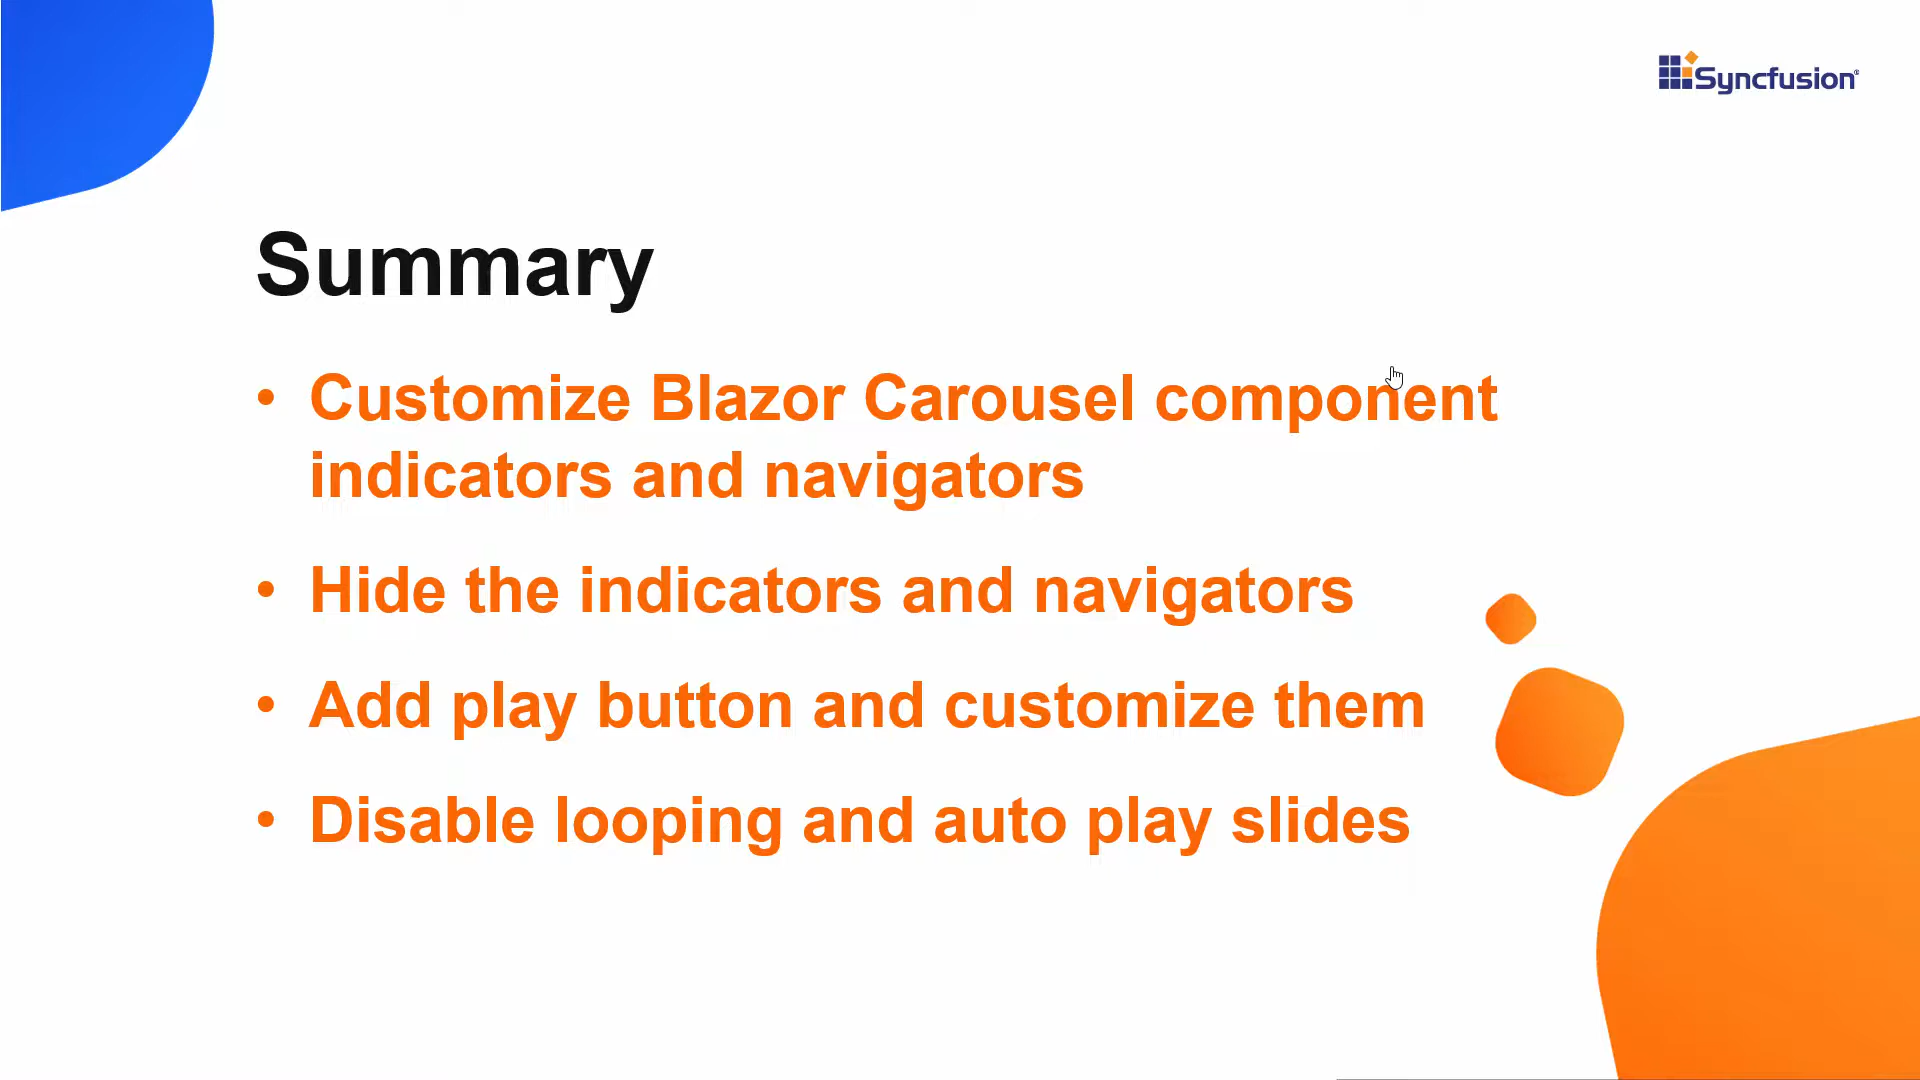 Syncfusion®
Summary
• Customize Blazor Carousel component
indicators and navigators
• Hide the indicators and navigators
• Add play button and customize them
• Disable looping and auto play slides